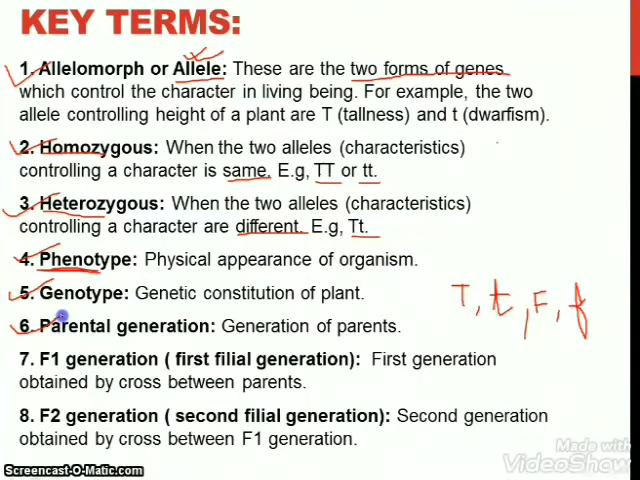 KEY TERMS:
1. Allelomorph or Allele: These are the two forms of genes
which control the character in living being. For example, the two
allele controlling height of a plant are T (tallness) and t (dwarfism).
2. Homozygous: When the two alleles (characteristics)
controlling a character is same. E.g, TT or tt.
3. Heterozygous: When the two alleles (characteristics)
controlling a character are different. E.g, Tt.
4. Phenotype: Physical appearance of organism.
5. Genotype: Genetic constitution of plant.
T, t, F, f
6. Parental generation: Generation of parents.
7. F1 generation ( first filial generation): First generation
obtained by cross between parents.
8. F2 generation ( second filial generation): Second generation
obtained by cross between F1 generation.
Made with
VideoShow
Screencast-O-Matic.com